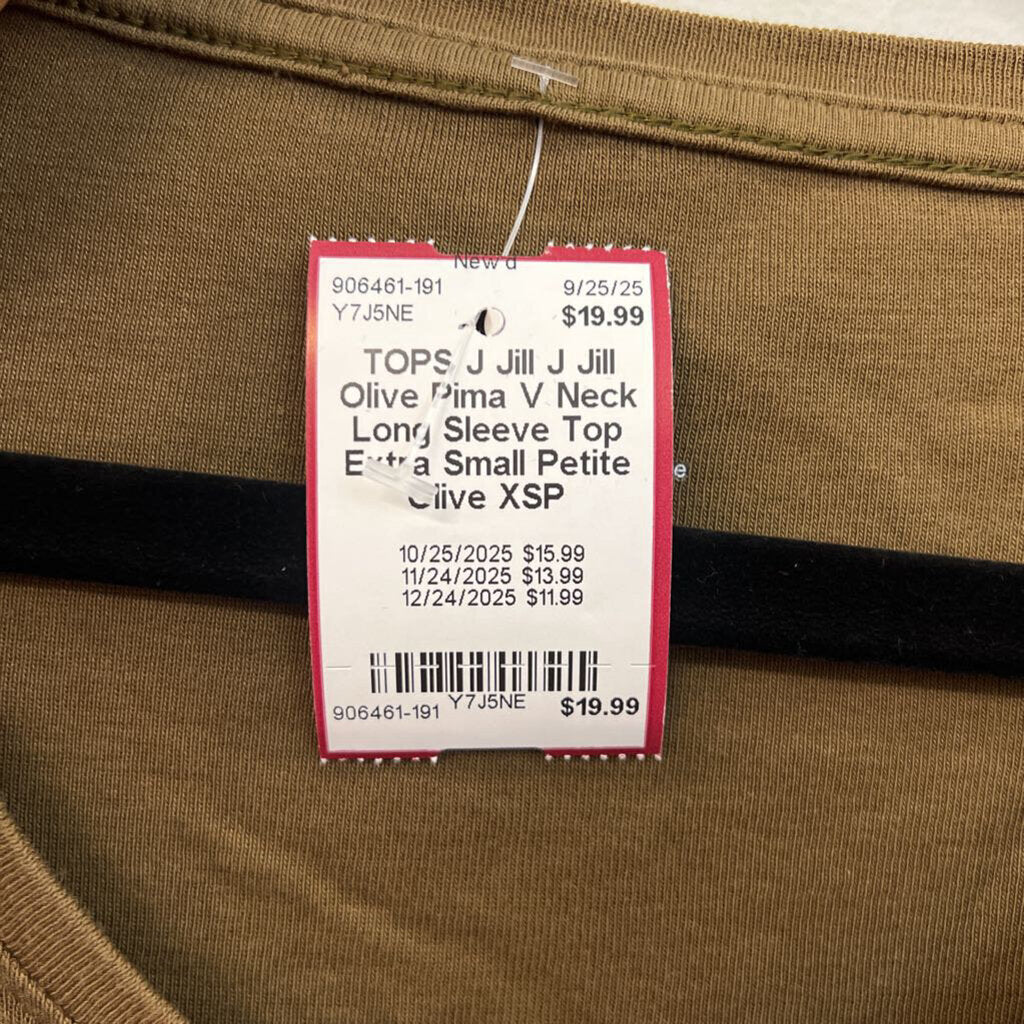 New d
906461-191 9/25/25
Y7J5NE $19.99
TOPS J Jill J Jill
Olive Pima V Neck
Long Sleeve Top
Extra Small Petite
Olive XSP
e
10/25/2025 $15.99
11/24/2025 $13.99
12/24/2025 $11.99
906461-191 Y7J5NE $19.99